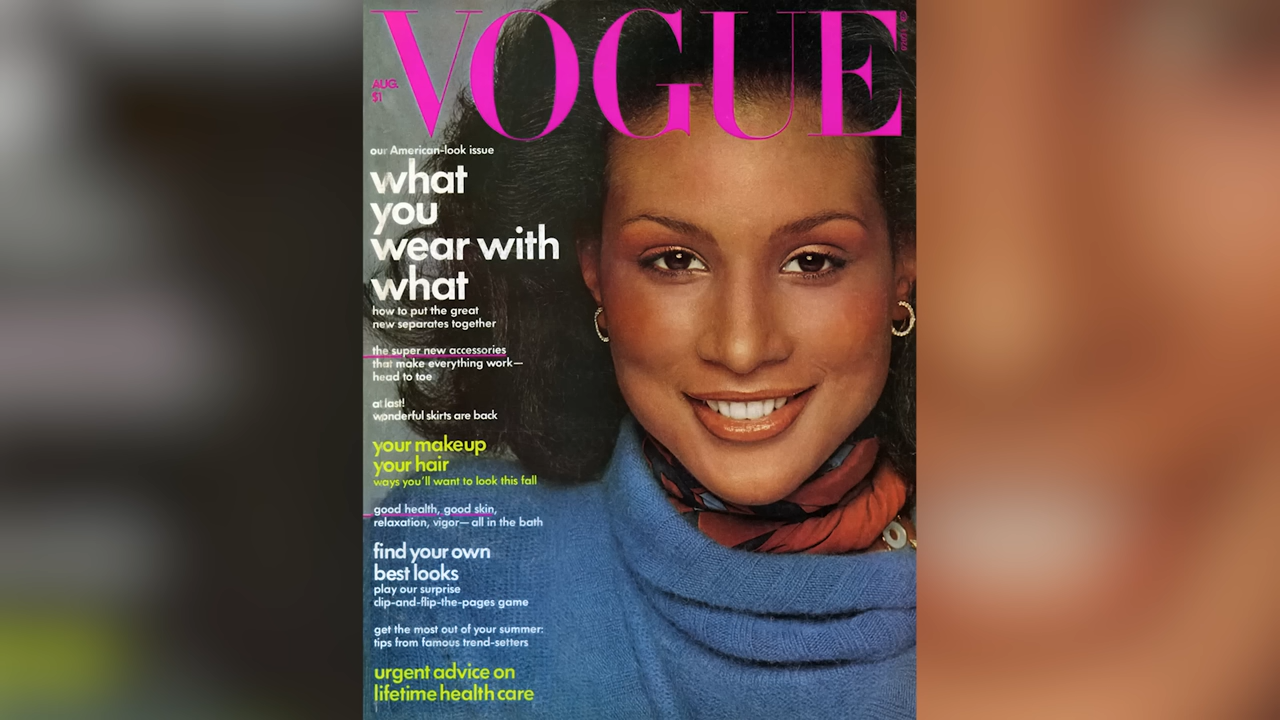 VOGUE
AUG.
$1
our American-look issue
what
you
wear with
what
how to put the great
new separates together
the super new accessories
that make everything work—
head to toe
at last!
wonderful skirts are back
your makeup
your hair
ways you'll want to look this fall
good health, good skin,
relaxation, vigor—all in the bath
find your own
best looks
play our surprise
clip-and-flip-the-pages game
get the most out of your summer:
tips from famous trend-setters
urgent advice on
lifetime health care